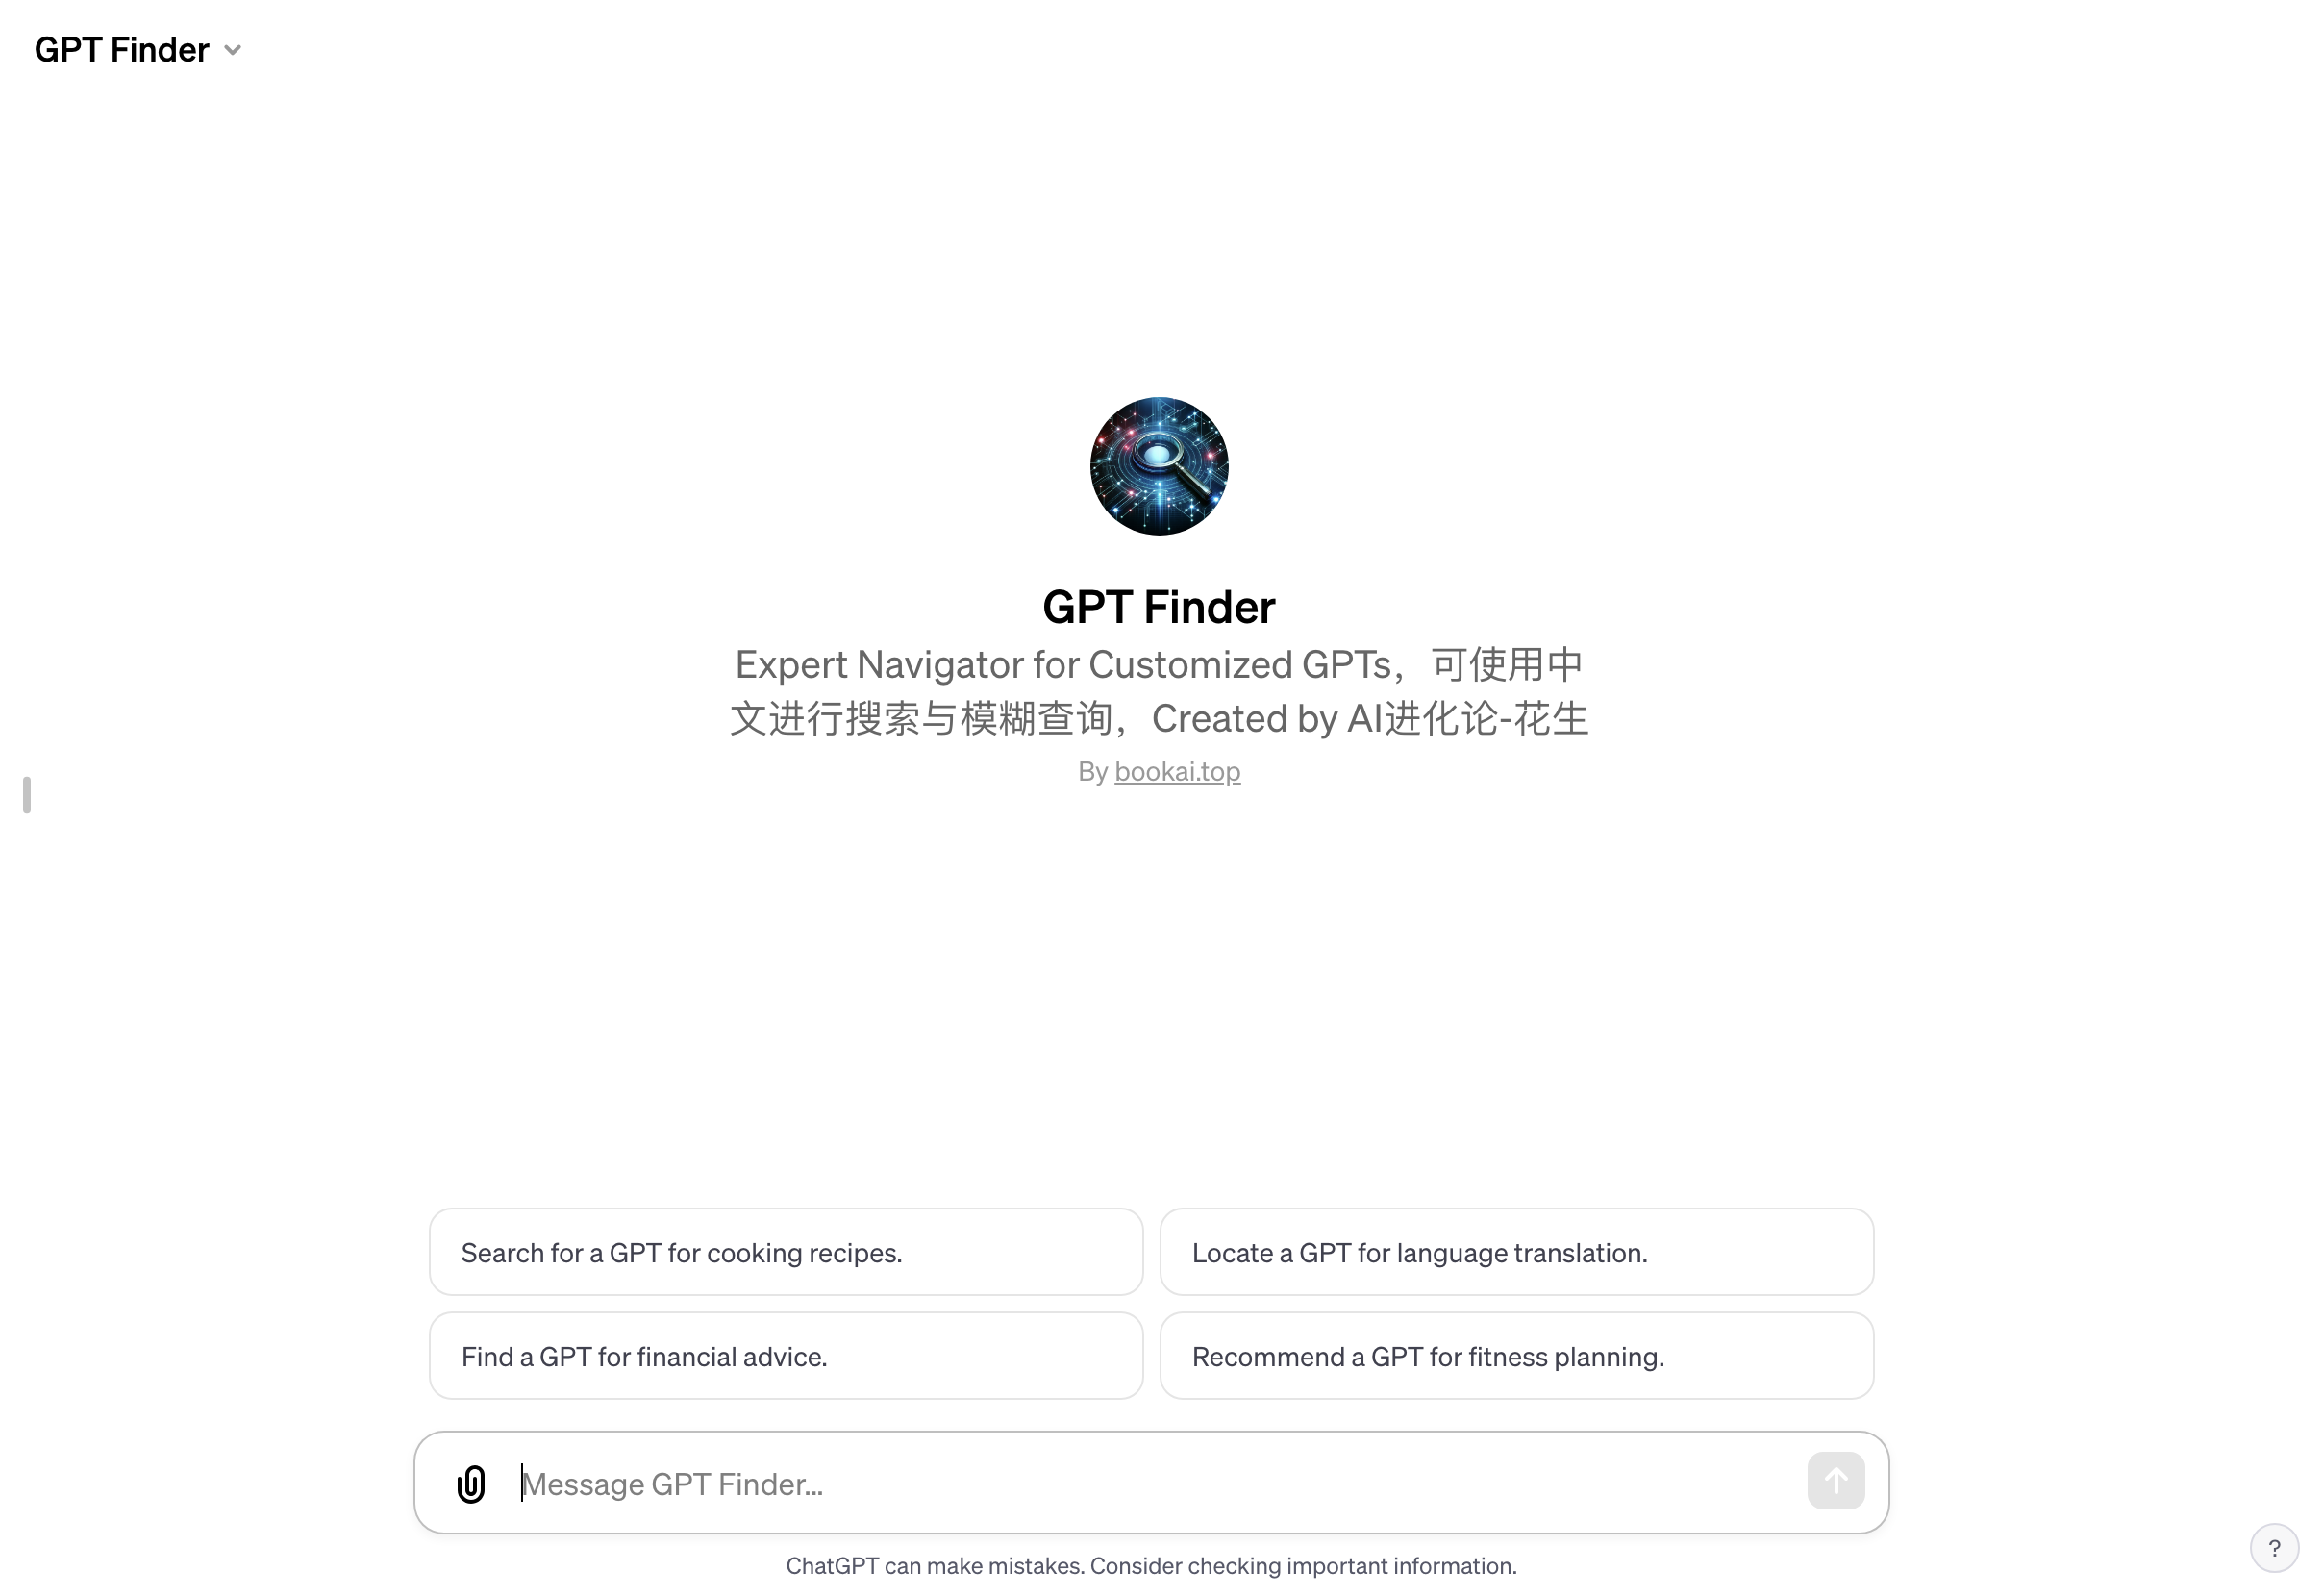 GPT Finder
GPT Finder
Expert Navigator for Customized GPTs，可使用中
文进行搜索与模糊查询，Created by AI进化论-花生
By bookai.top
Search for a GPT for cooking recipes.
Locate a GPT for language translation.
Find a GPT for financial advice.
Recommend a GPT for fitness planning.
Message GPT Finder...
ChatGPT can make mistakes. Consider checking important information.
?